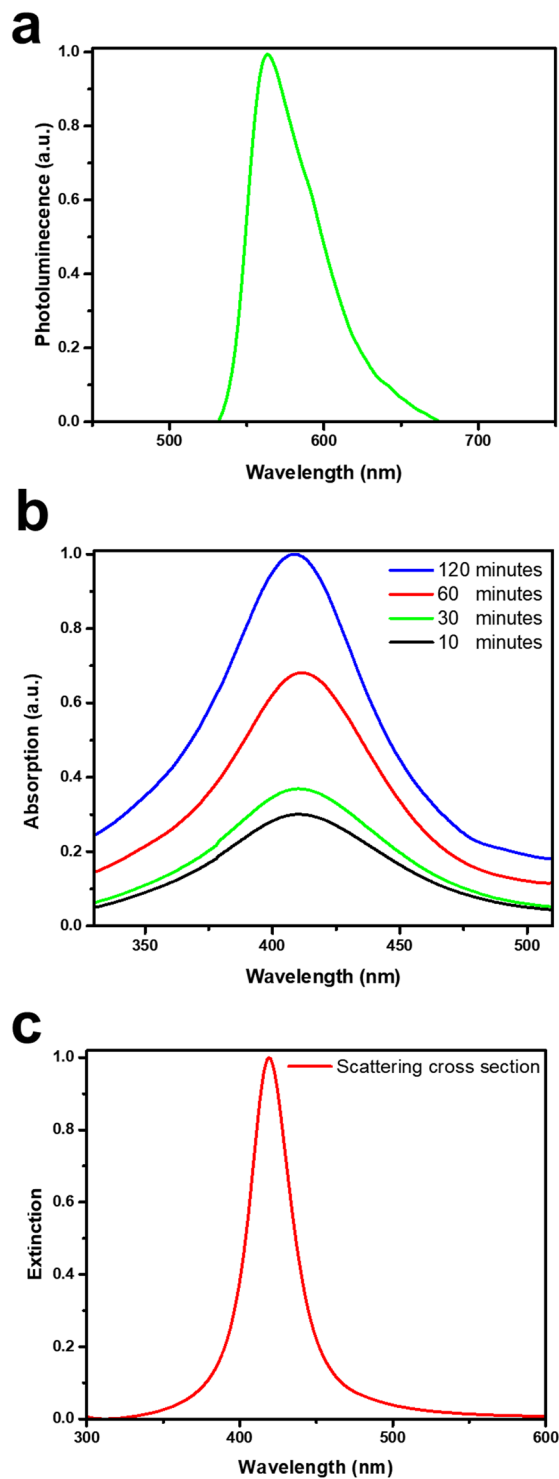 a
Photoluminecence (a.u.)
1.0
0.8
0.6
0.4
0.2
0.0
500 600 700
Wavelength (nm)
b
Absorption (a.u.)
1.0
0.8
0.6
0.4
0.2
0.0
120 minutes
60 minutes
30 minutes
10 minutes
350 400 450 500
Wavelength (nm)
c
Extinction
1.0
0.8
0.6
0.4
0.2
0.0
Scattering cross section
300 400 500 600
Wavelength (nm)